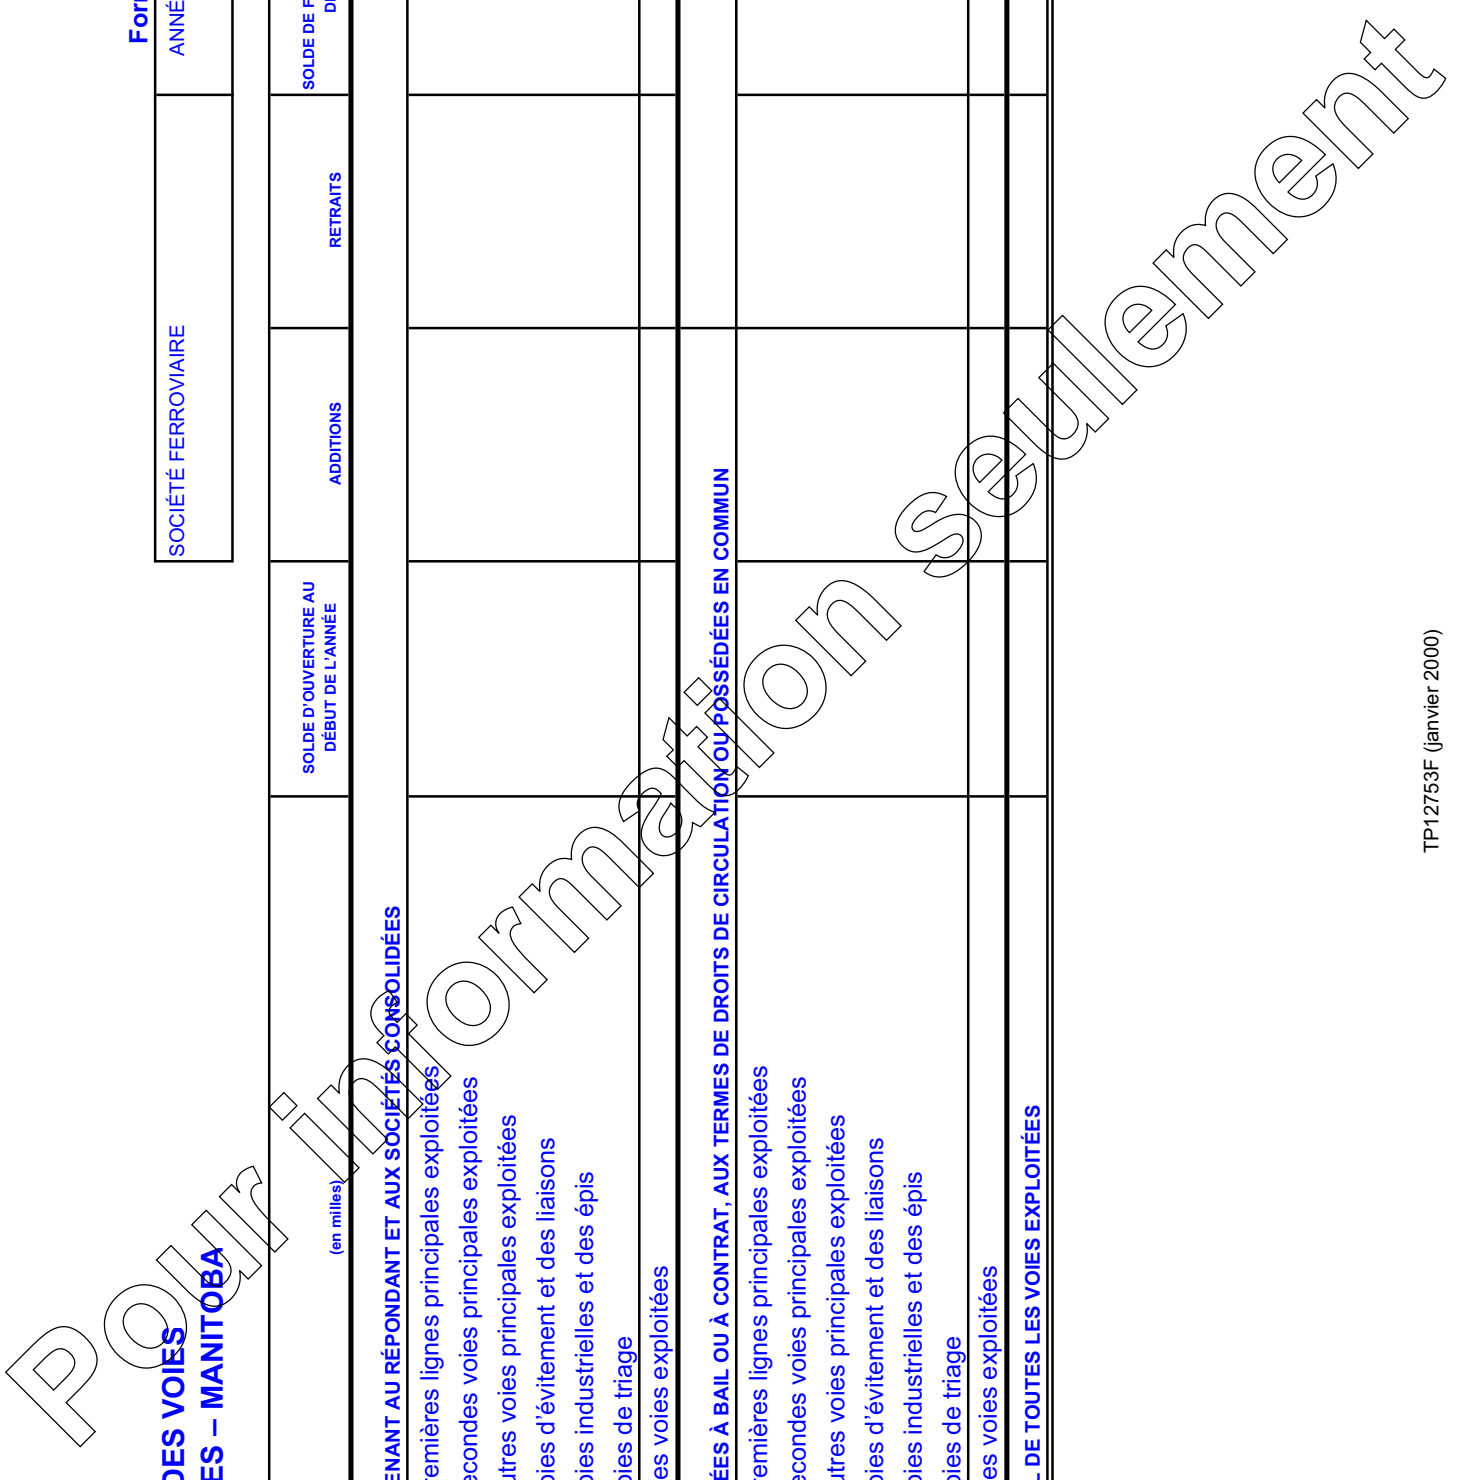 For
DES VOIES
ES – MANITOBA
SOCIÉTÉ FERROVIAIRE
ANNÉ
(en milles)
SOLDE D'OUVERTURE AU
DÉBUT DE L'ANNÉE
ADDITIONS
RETRAITS
SOLDE DE F
DE
ENANT AU RÉPONDANT ET AUX SOCIÉTÉS CONSOLIDÉES
emières lignes principales exploitées
econdes voies principales exploitées
utres voies principales exploitées
oies d'évitement et des liaisons
oies industrielles et des épis
oies de triage
es voies exploitées
ÉES À BAIL OU À CONTRAT, AUX TERMES DE DROITS DE CIRCULATION OU POSSÉDÉES EN COMMUN
emières lignes principales exploitées
econdes voies principales exploitées
utres voies principales exploitées
oies d'évitement et des liaisons
oies industrielles et des épis
oies de triage
es voies exploitées
DE TOUTES LES VOIES EXPLOITÉES
Pour information seulement
TP12753F (janvier 2000)